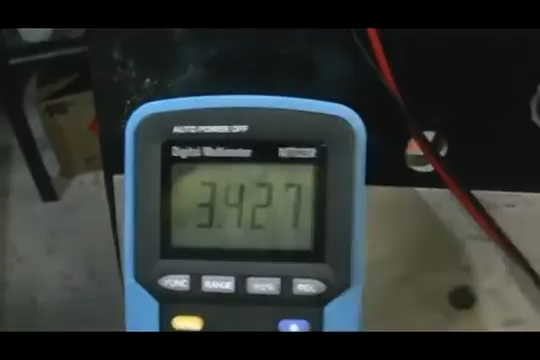 AUTO POWER OFF
Digital Multimeter
3.427
FUNC RANGE REL